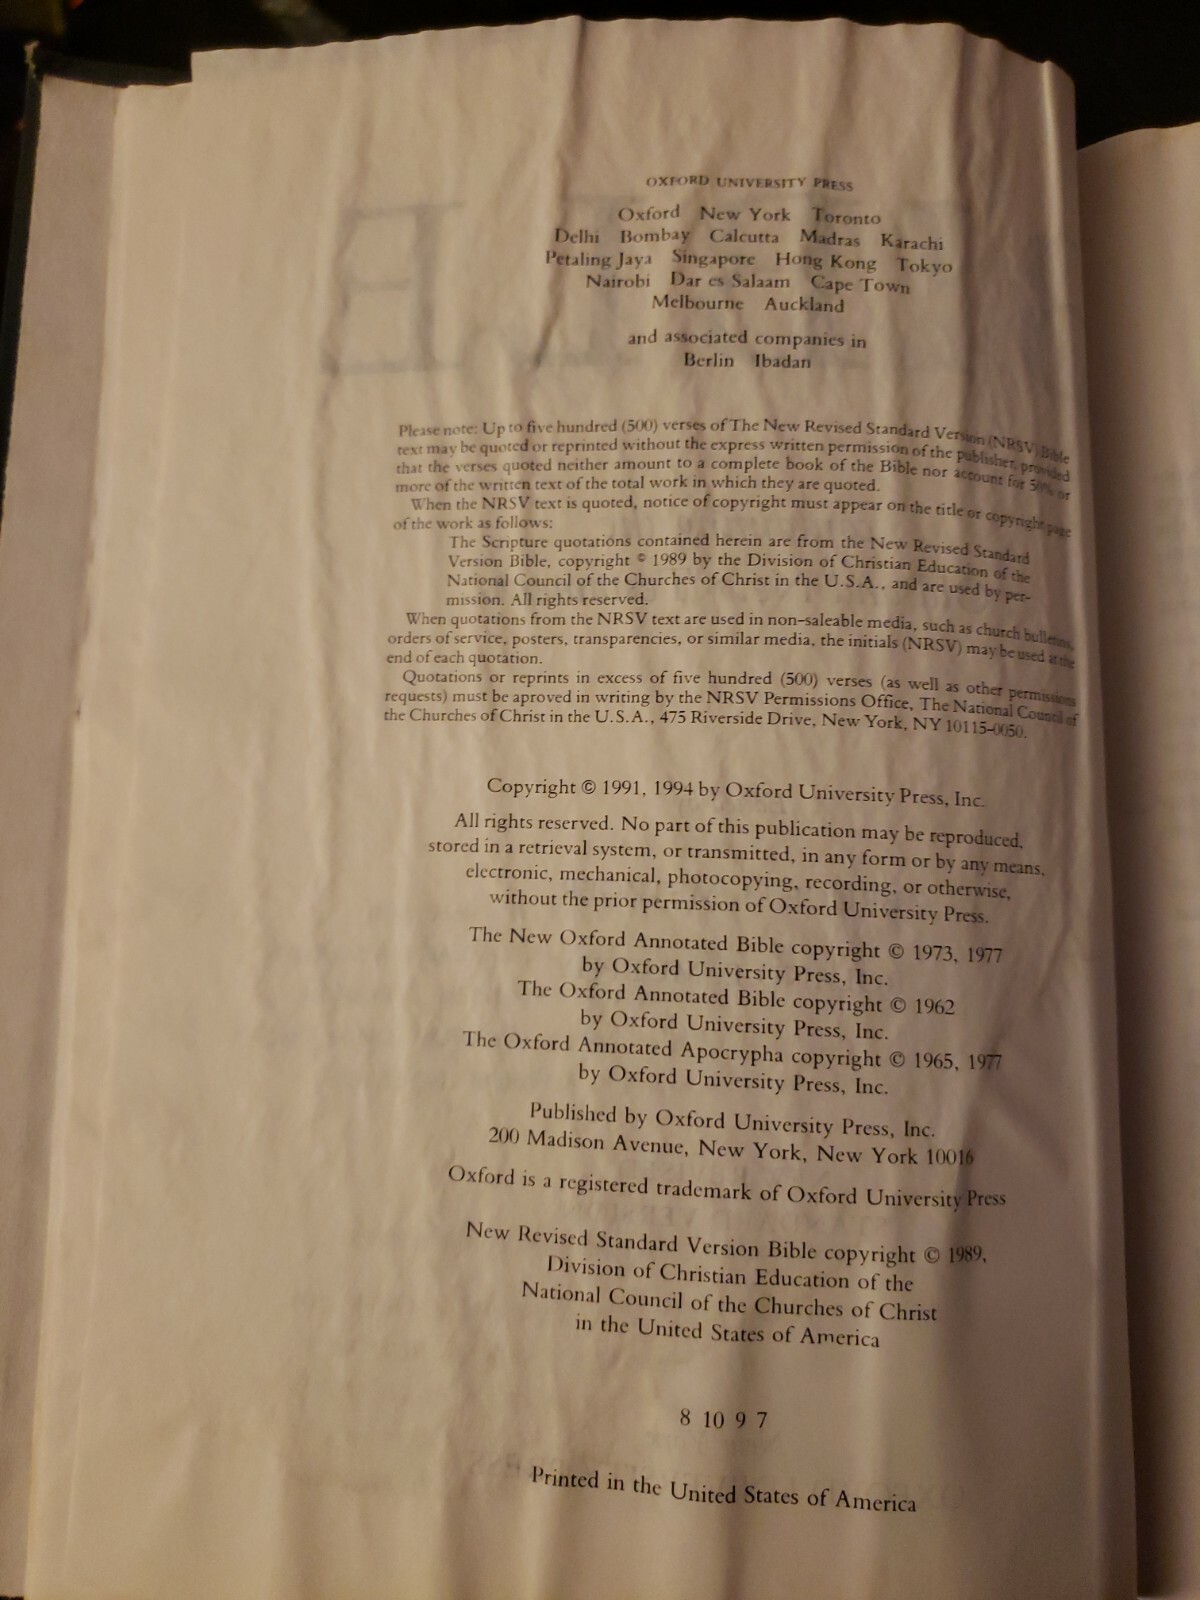 OXFORD UNIVERSITY PRESS
Oxford New York Toronto
Delhi Bombay Calcutta Madras Karachi
Petaling Jaya Singapore Hong Kong Tokyo
Nairobi Dar es Salaam Cape Town
Melbourne Auckland
and associated companies in
Berlin Ibadan
Please note: Up to five hundred (500) verses of The New Revised Standard Version (NRSV) Bible
text may be quoted or reprinted without the express written permission of the publisher, provided
that the verses quoted neither amount to a complete book of the Bible nor account for 50% or
more of the written text of the total work in which they are quoted.
When the NRSV text is quoted, notice of copyright must appear on the title or copyright page
of the work as follows:
The Scripture quotations contained herein are from the New Revised Standard
Version Bible, copyright © 1989 by the Division of Christian Education of the
National Council of the Churches of Christ in the U.S.A., and are used by per-
mission. All rights reserved.
When quotations from the NRSV text are used in non-saleable media, such as church bulletins,
orders of service, posters, transparencies, or similar media, the initials (NRSV) may be used at the
end of each quotation.
Quotations or reprints in excess of five hundred (500) verses (as well as other permissions
requests) must be aproved in writing by the NRSV Permissions Office, The National Council of
the Churches of Christ in the U.S.A., 475 Riverside Drive, New York, NY 10115-0050.
Copyright © 1991, 1994 by Oxford University Press, Inc.
All rights reserved. No part of this publication may be reproduced,
stored in a retrieval system, or transmitted, in any form or by any means,
electronic, mechanical, photocopying, recording, or otherwise,
without the prior permission of Oxford University Press.
The New Oxford Annotated Bible copyright © 1973, 1977
by Oxford University Press, Inc.
The Oxford Annotated Bible copyright © 1962
by Oxford University Press, Inc.
The Oxford Annotated Apocrypha copyright © 1965, 1977
by Oxford University Press, Inc.
Published by Oxford University Press, Inc.
200 Madison Avenue, New York, New York 10016
Oxford is a registered trademark of Oxford University Press
New Revised Standard Version Bible copyright © 1989,
Division of Christian Education of the
National Council of the Churches of Christ
in the United States of America
8 10 9 7
Printed in the United States of America